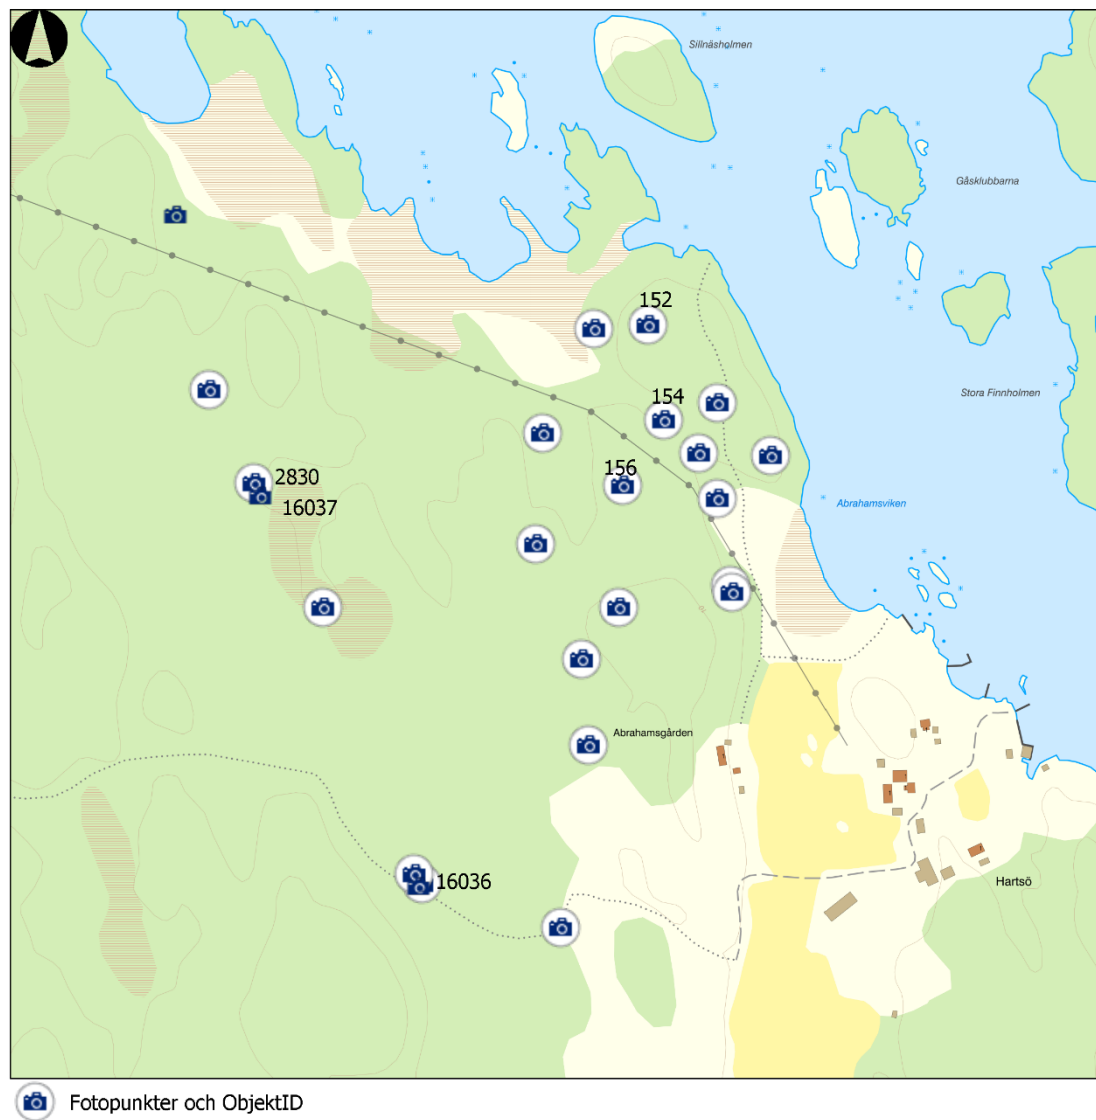 Sillnäsholmen
Gåsklubbarna
152
Stora Finnholmen
154
156
2830
16037
Abrahamsviken
Abrahamsgården
16036
Hartsö
Fotopunkter och ObjektID